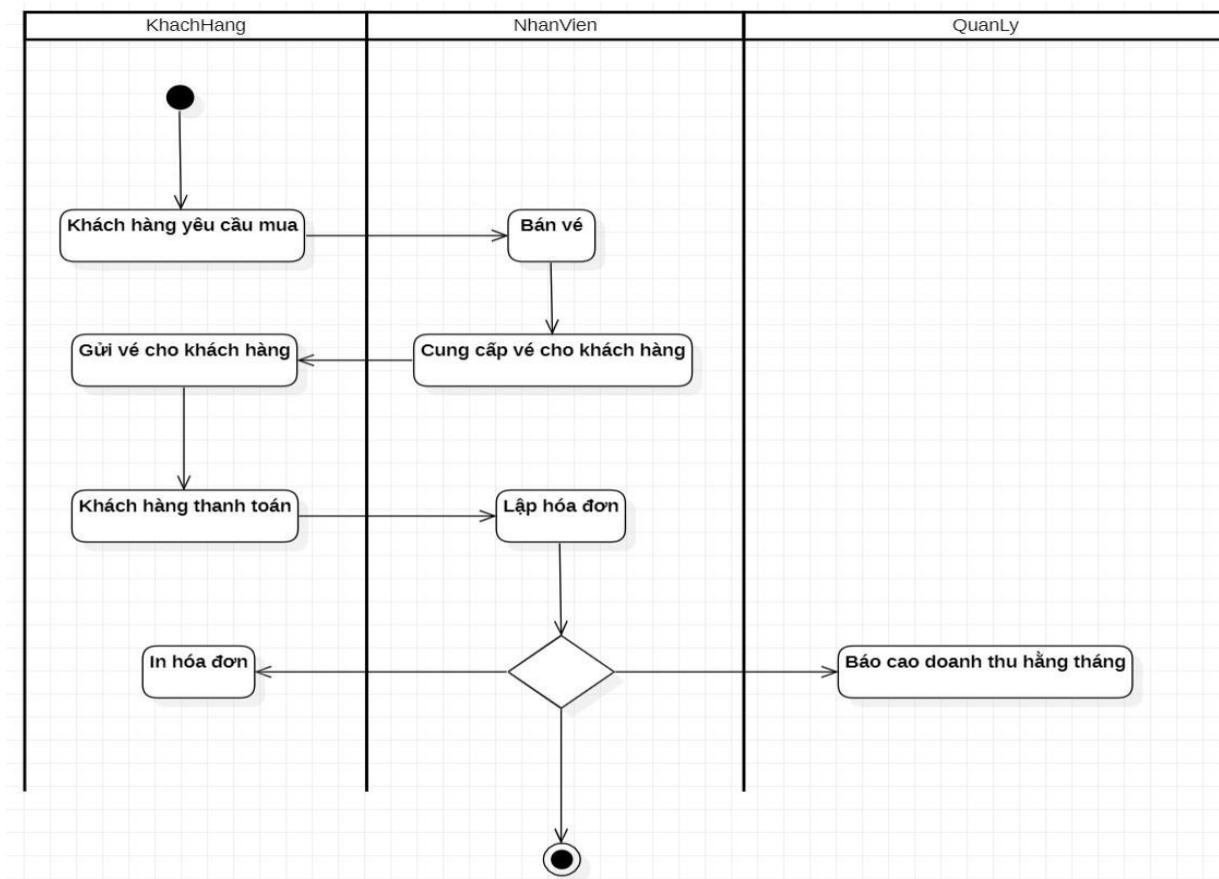 KhachHang
NhanVien
QuanLy
Khách hàng yêu cầu mua
Bán vé
Gửi vé cho khách hàng
Cung cấp vé cho khách hàng
Khách hàng thanh toán
Lập hóa đơn
In hóa đơn
Báo cao doanh thu hằng tháng